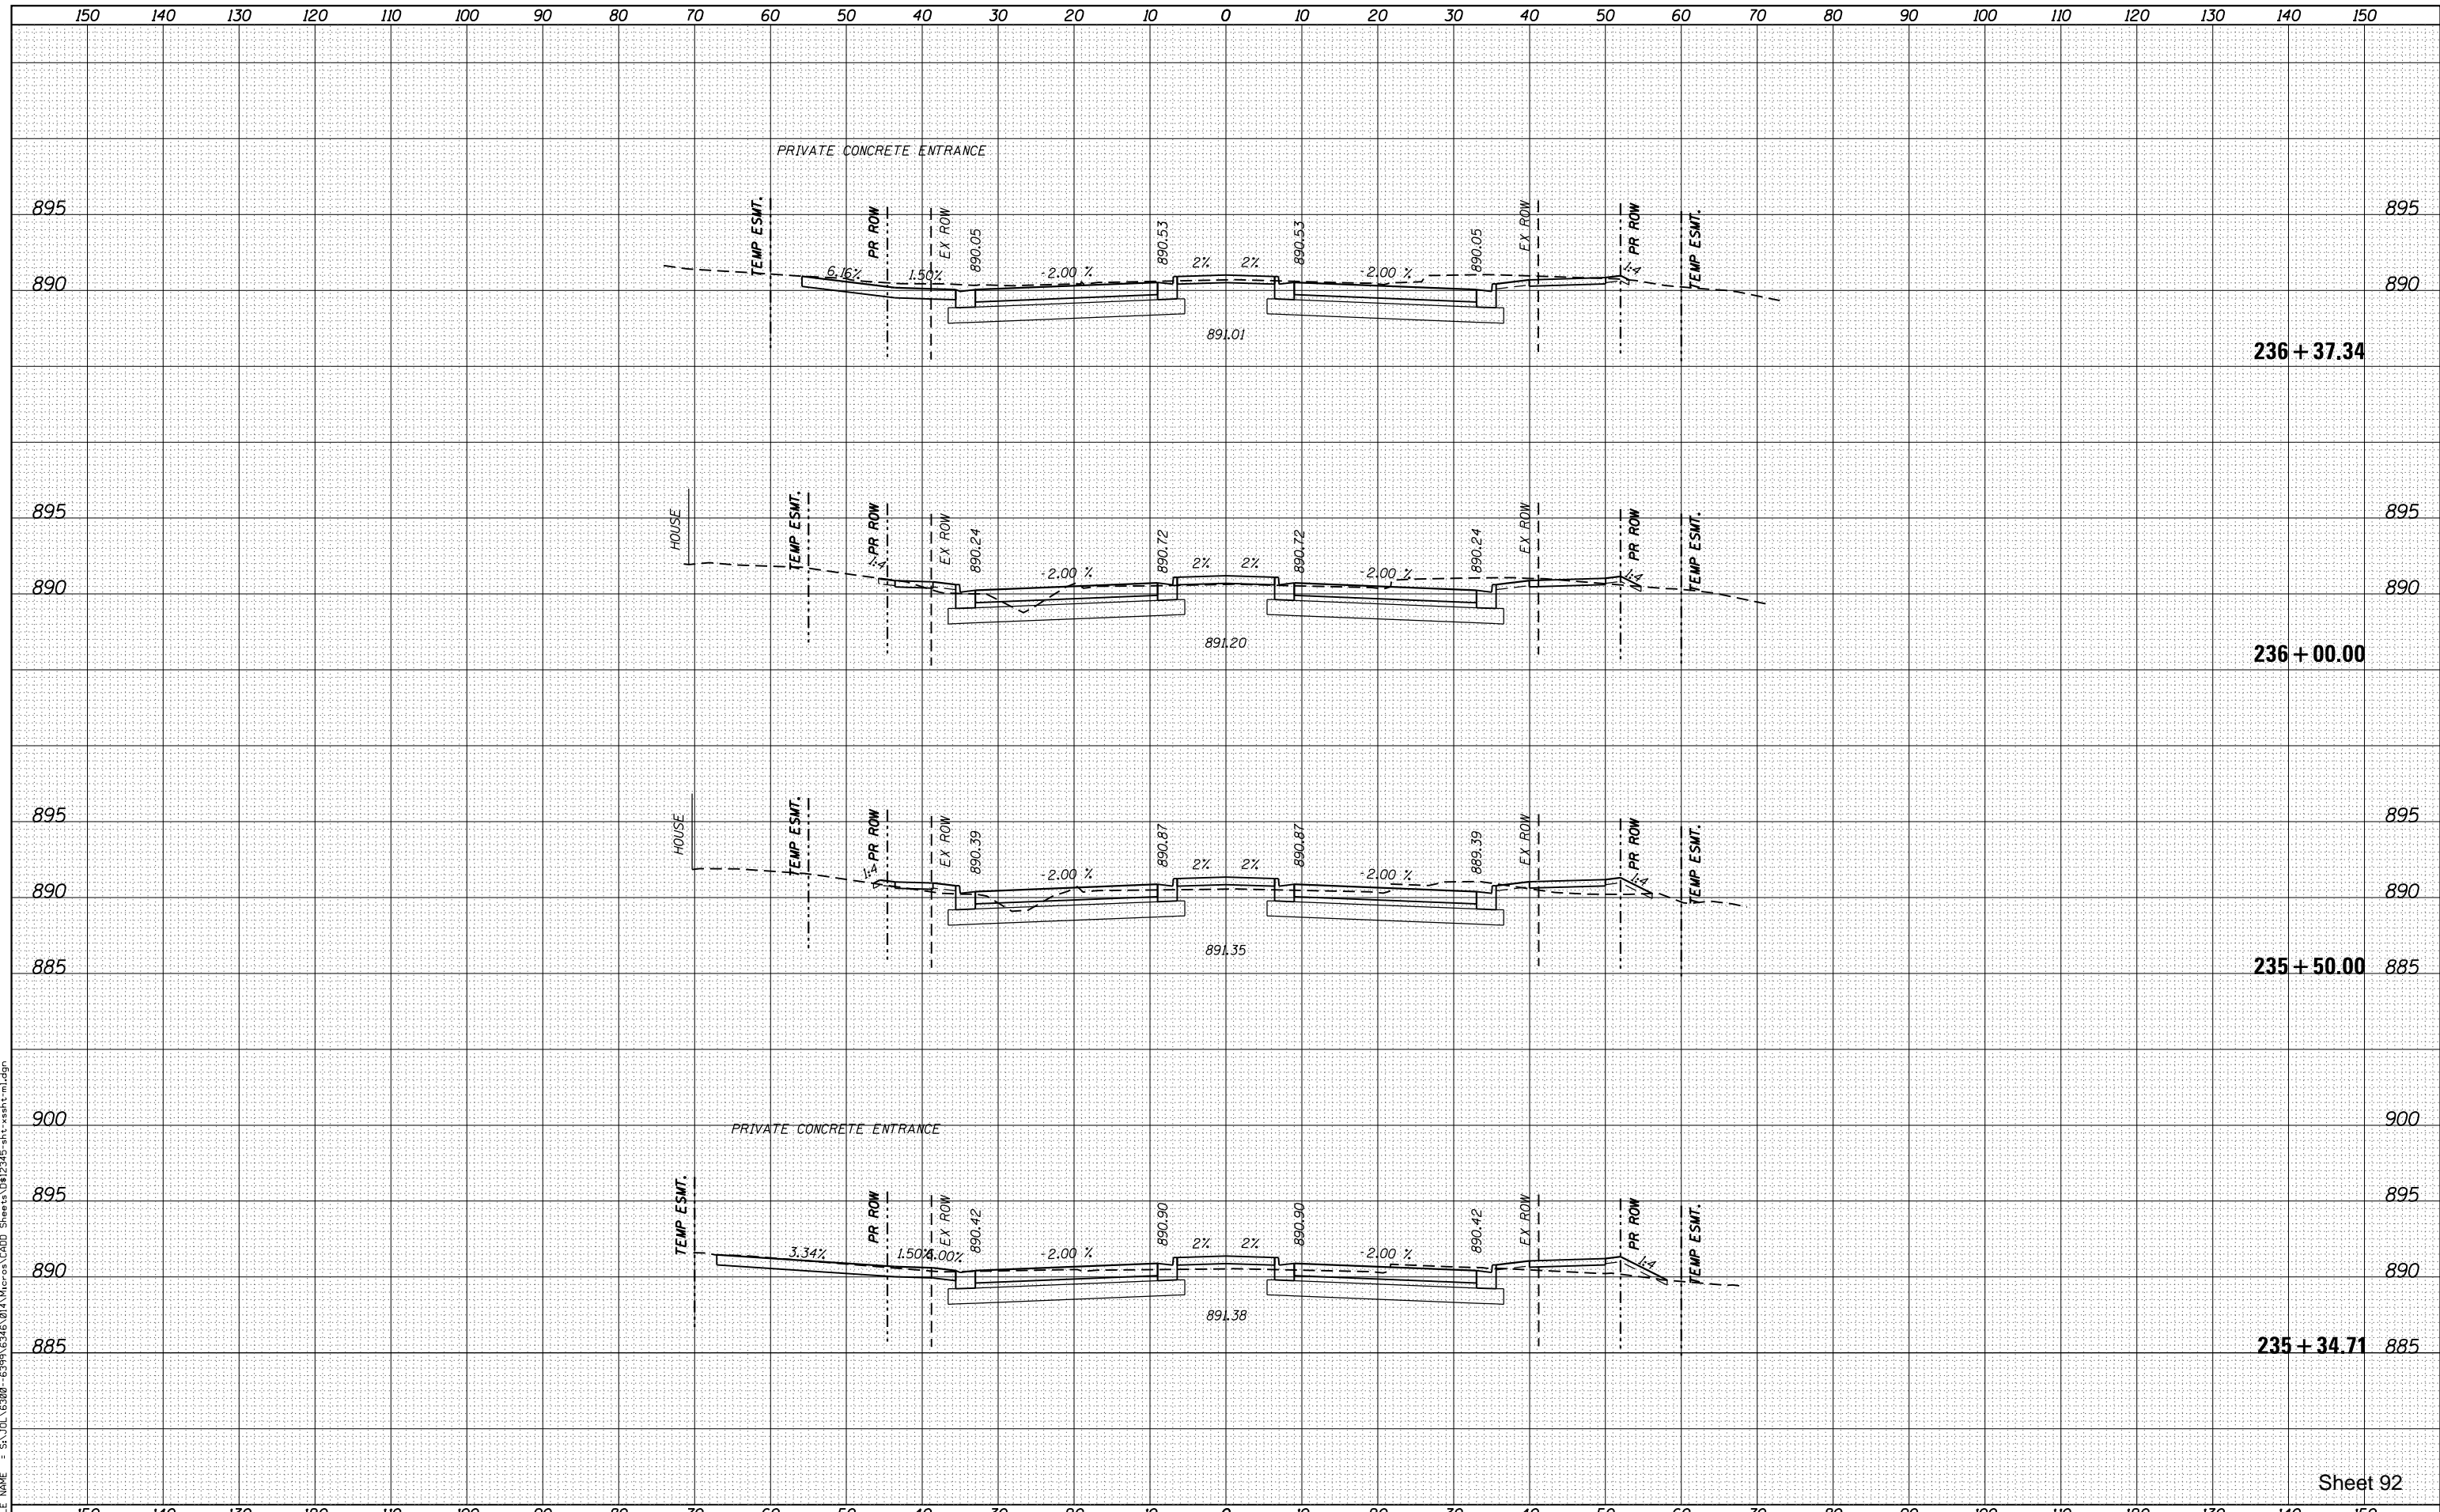 150 140 130 120 110 100 90 80 70 60 50 40 30 20 10 0 10 20 30 40 50 60 70 80 90 100 110 120 130 140 150
PRIVATE CONCRETE ENTRANCE
895 TEMP ESMT. PR ROW EX ROW 890.05 890.53 890.53 890.05 EX ROW PR ROW TEMP ESMT. 895
890 6.16% 1.50% -2.00 % 2% 2% -2.00 % 1:4 890
891.01
236 + 37.34
895 HOUSE TEMP ESMT. PR ROW EX ROW 890.24 890.72 890.72 890.24 EX ROW PR ROW TEMP ESMT. 895
890 1:4 -2.00 % 2% 2% -2.00 % 1:4 890
891.20
236 + 00.00
895 HOUSE TEMP ESMT. PR ROW EX ROW 890.39 890.87 890.87 889.39 EX ROW PR ROW TEMP ESMT. 895
890 1:4 -2.00 % 2% 2% -2.00 % 1:4 890
891.35
885 235 + 50.00 885
900 900
PRIVATE CONCRETE ENTRANCE
895 TEMP ESMT. PR ROW EX ROW 890.42 890.90 890.90 890.42 EX ROW PR ROW TEMP ESMT. 895
890 3.34% 1.50% 6.00% -2.00 % 2% 2% -2.00 % 1:4 890
891.38
885 235 + 34.71 885
Sheet 92